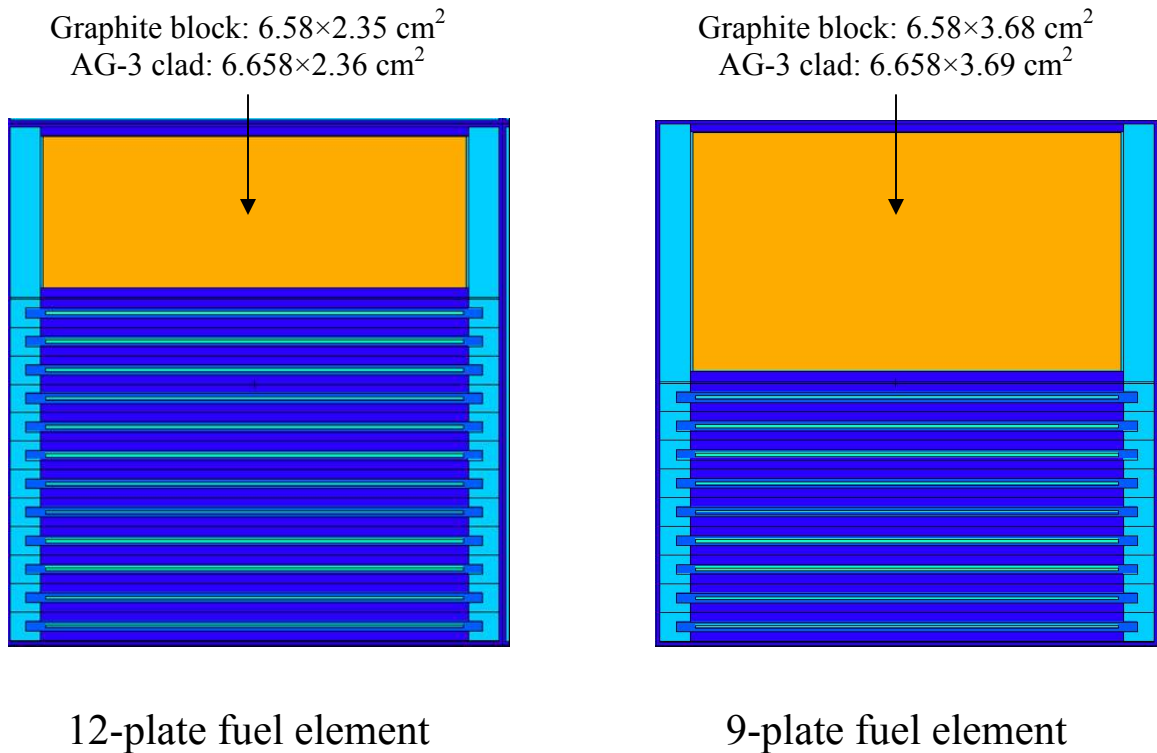 Graphite block: 6.58×2.35 cm²
AG-3 clad: 6.658×2.36 cm²
Graphite block: 6.58×3.68 cm²
AG-3 clad: 6.658×3.69 cm²
12-plate fuel element
9-plate fuel element